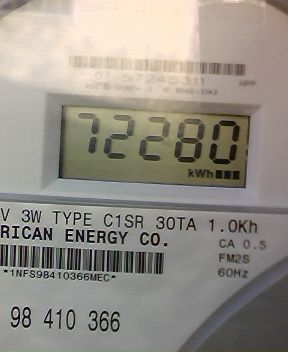 72280
kWh
V 3W TYPE C1SR 30TA 1.0Kh
RICAN ENERGY CO.
CA 0.5
FM2S
60Hz
*1NFS98410366MEC*
98 410 366